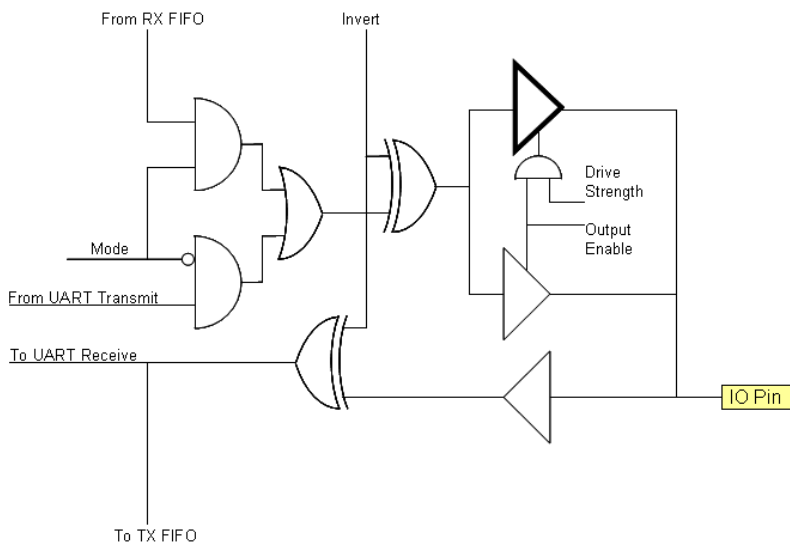 From RX FIFO
Invert
Drive
Strength
Mode
Output
Enable
From UART Transmit
To UART Receive
IO Pin
To TX FIFO